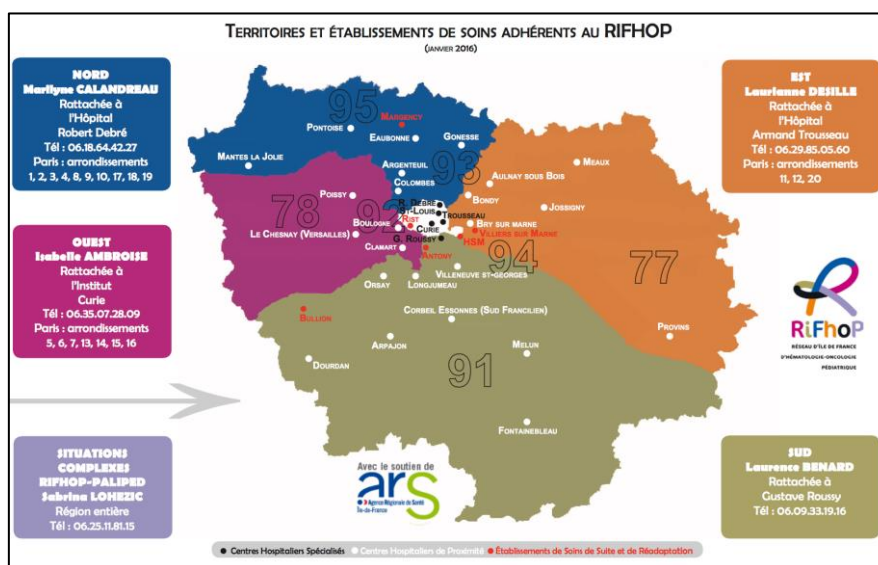 TERRITOIRES ET ÉTABLISSEMENTS DE SOINS ADHÉRENTS AU RIFHOP
(JANVIER 2016)
NORD
Marilyne CALANDREAU
Rattachée à
l'Hôpital
Robert Debré
Tél : 06.18.64.42.27
Paris : arrondissements
1, 2, 3, 4, 8, 9, 10, 17, 18, 19
OUEST
Isabelle AMBROISE
Rattachée à
l'Institut
Curie
Tél : 06.35.07.28.09
Paris : arrondissements
5, 6, 7, 13, 14, 15, 16
SITUATIONS
COMPLEXES
RIFHOP-PALIPED
Sabrina LOHEZIC
Région entière
Tél : 06.25.11.81.15
95
MARGENCY
PONTOISE
EAUBONNE
GONESSE
MANTES LA JOLIE
ARGENTEUIL
93
MEAUX
COLOMBES
AULNAY SOUS BOIS
78
POISSY
BONDY
JOSSIGNY
92
R. DEBRÉ
ST-LOUIS
TROUSSEAU
RIST
BOULOGNE
CURIE
BRY SUR MARNE
VILLIERS SUR MARNE
LE CHESNAY (VERSAILLES)
G. ROUSSY
HSM
CLAMART
ANTONY
94
77
VILLENEUVE ST-GEORGES
ORSAY
LONGJUMEAU
BULLION
CORBEIL ESSONNES (SUD FRANCILIEN)
PROVINS
ARPAJON
MELUN
DOURDAN
91
FONTAINEBLEAU
Avec le soutien de
ars
Agence Régionale de Santé
Île-de-France
EST
Laurianne DESILLE
Rattachée à
l'Hôpital
Armand Trousseau
Tél : 06.29.85.05.60
Paris : arrondissements
11, 12, 20
RIFHOP
RÉSEAU D'ÎLE DE FRANCE
D'HÉMATOLOGIE-ONCOLOGIE
PÉDIATRIQUE
SUD
Laurence BENARD
Rattachée à
Gustave Roussy
Tél : 06.09.33.19.16
Centres Hospitaliers Spécialisés
Centres Hospitaliers de Proximité
Établissements de Soins de Suite et de Réadaptation